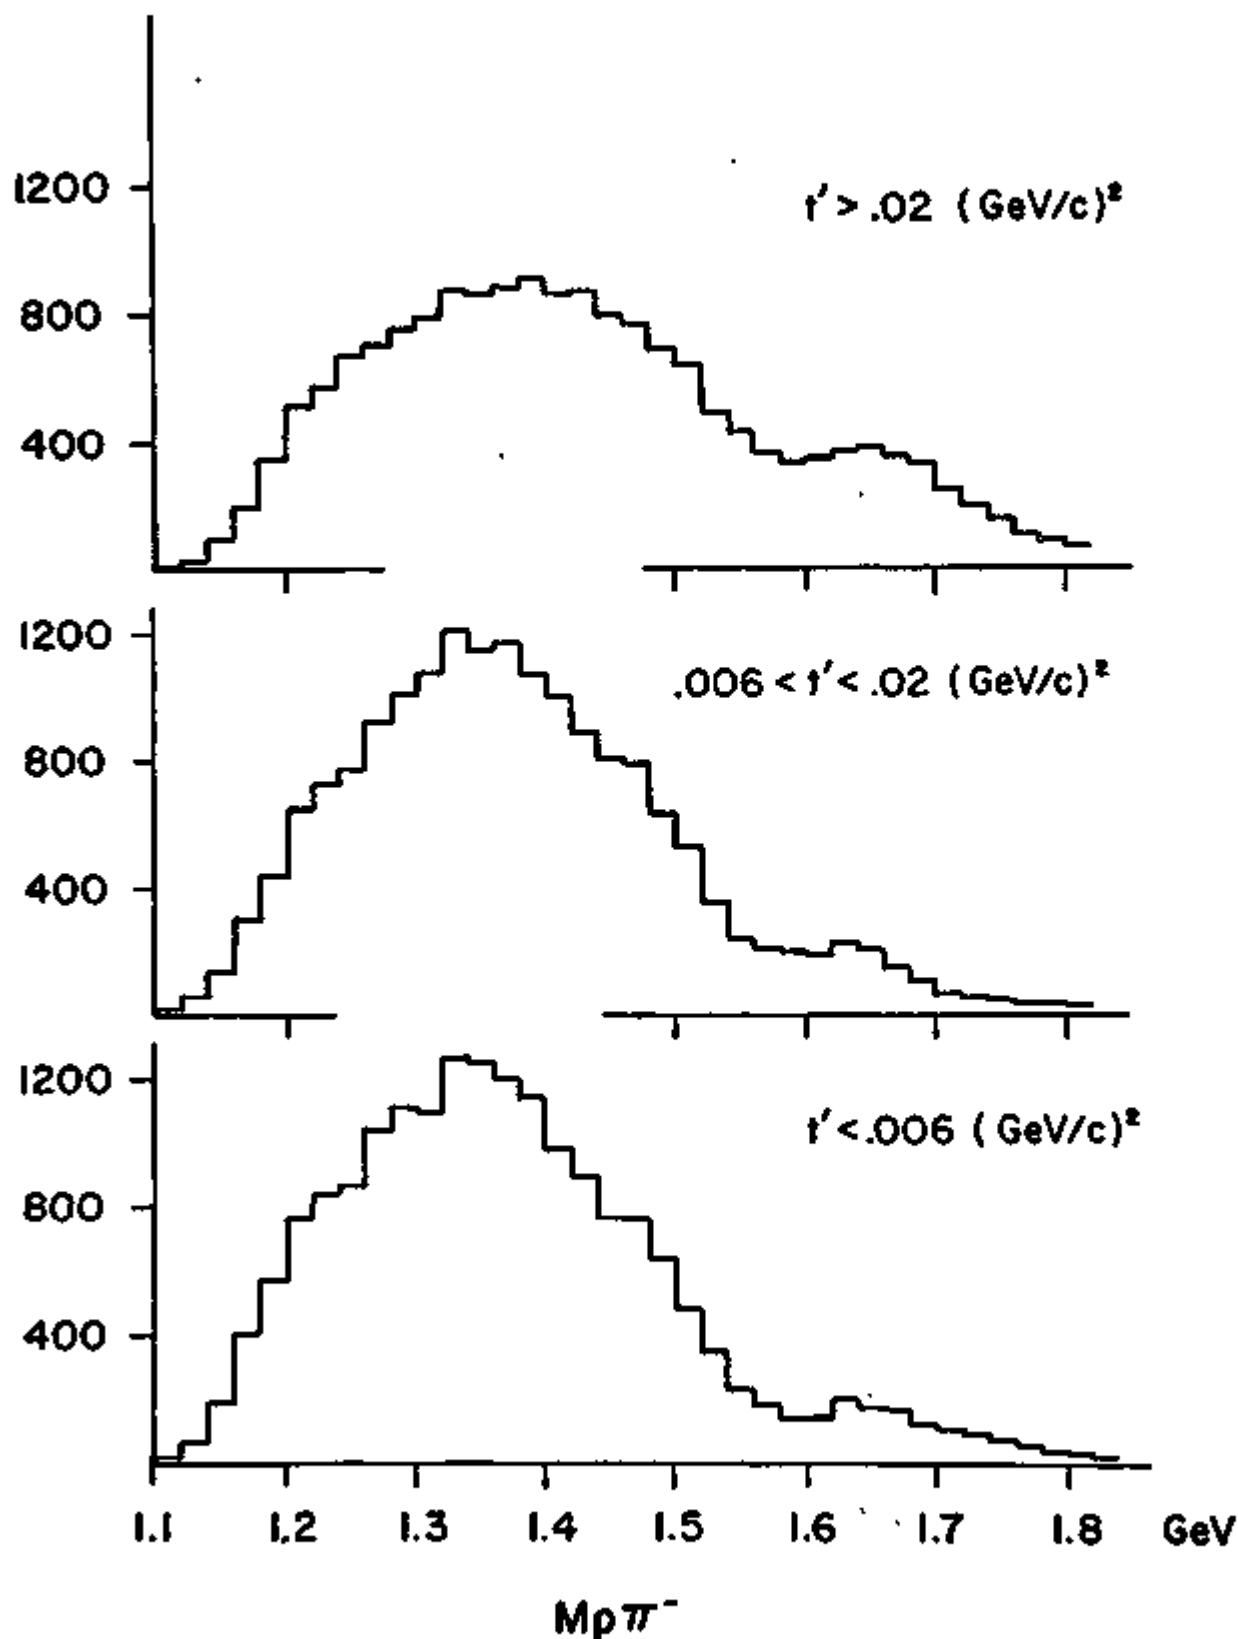 1200
t′ > .02 (GeV/c)²
800
400
1200
.006 < t′ < .02 (GeV/c)²
800
400
1200
t′ < .006 (GeV/c)²
800
400
1.1 1.2 1.3 1.4 1.5 1.6 1.7 1.8 GeV
Mpπ⁻